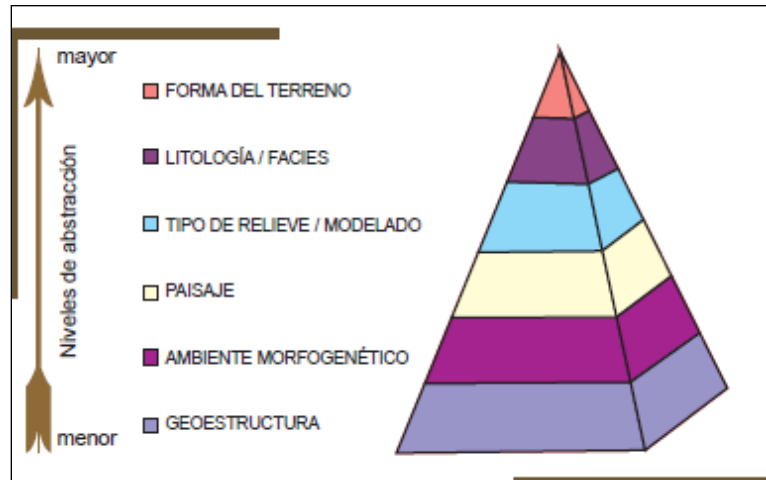 mayor
FORMA DEL TERRENO
LITOLOGÍA / FACIES
TIPO DE RELIEVE / MODELADO
PAISAJE
AMBIENTE MORFOGENÉTICO
GEOESTRUCTURA
menor
Niveles de abstracción